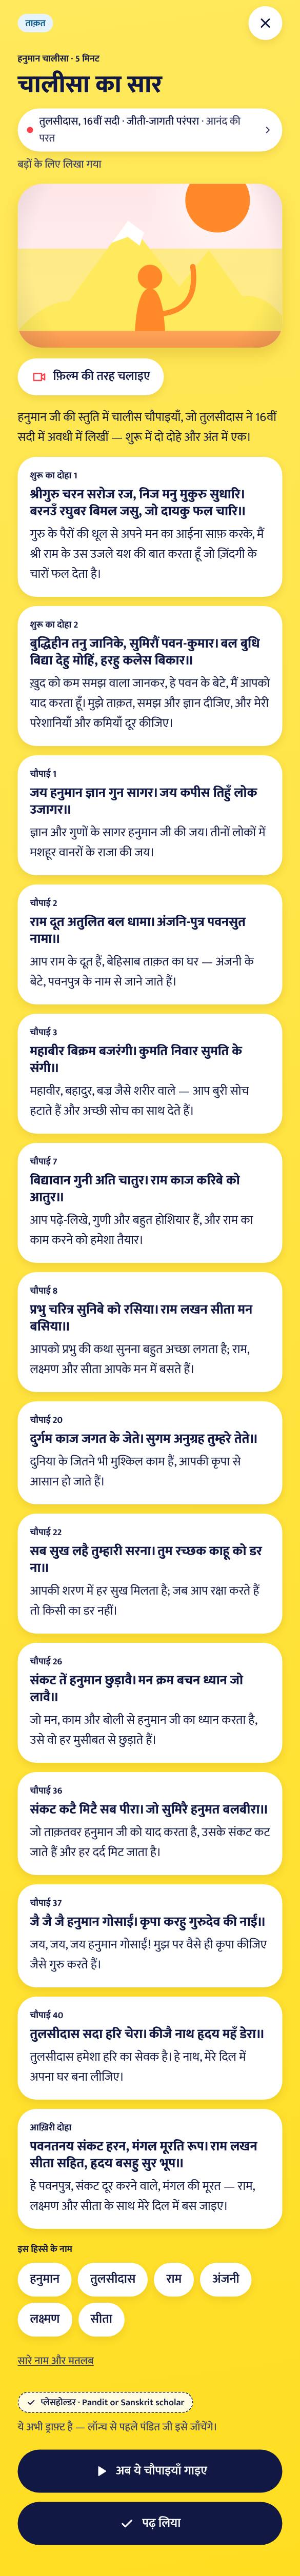 ताक़त
हनुमान चालीसा · 5 मिनट
चालीसा का सार
तुलसीदास, 16वीं सदी · जीती-जागती परंपरा · आनंद की
परत
बड़ों के लिए लिखा गया
फ़िल्म की तरह चलाइए
हनुमान जी की स्तुति में चालीस चौपाइयाँ, जो तुलसीदास ने 16वीं
सदी में अवधी में लिखीं — शुरू में दो दोहे और अंत में एक।
शुरू का दोहा 1
श्रीगुरु चरन सरोज रज, निज मनु मुकुरु सुधारि।
बरनउँ रघुबर बिमल जसु, जो दायकु फल चारि॥
गुरु के पैरों की धूल से अपने मन का आईना साफ़ करके, मैं
श्री राम के उस उजले यश की बात करता हूँ जो ज़िंदगी के
चारों फल देता है।
शुरू का दोहा 2
बुद्धिहीन तनु जानिके, सुमिरौं पवन-कुमार। बल बुधि
बिद्या देहु मोहिं, हरहु कलेस बिकार॥
ख़ुद को कम समझ वाला जानकर, हे पवन के बेटे, मैं आपको
याद करता हूँ। मुझे ताक़त, समझ और ज्ञान दीजिए, और मेरी
परेशानियाँ और कमियाँ दूर कीजिए।
चौपाई 1
जय हनुमान ज्ञान गुन सागर। जय कपीस तिहुँ लोक
उजागर॥
ज्ञान और गुणों के सागर हनुमान जी की जय। तीनों लोकों में
मशहूर वानरों के राजा की जय।
चौपाई 2
राम दूत अतुलित बल धामा। अंजनि-पुत्र पवनसुत
नामा॥
आप राम के दूत हैं, बेहिसाब ताक़त का घर — अंजनी के
बेटे, पवनपुत्र के नाम से जाने जाते हैं।
चौपाई 3
महाबीर बिक्रम बजरंगी। कुमति निवार सुमति के
संगी॥
महावीर, बहादुर, बज्र जैसे शरीर वाले — आप बुरी सोच
हटाते हैं और अच्छी सोच का साथ देते हैं।
चौपाई 7
बिद्यावान गुनी अति चातुर। राम काज करिबे को
आतुर॥
आप पढ़े-लिखे, गुणी और बहुत होशियार हैं, और राम का
काम करने को हमेशा तैयार।
चौपाई 8
प्रभु चरित्र सुनिबे को रसिया। राम लखन सीता मन
बसिया॥
आपको प्रभु की कथा सुनना बहुत अच्छा लगता है; राम,
लक्ष्मण और सीता आपके मन में बसते हैं।
चौपाई 20
दुर्गम काज जगत के जेते। सुगम अनुग्रह तुम्हरे तेते॥
दुनिया के जितने भी मुश्किल काम हैं, आपकी कृपा से
आसान हो जाते हैं।
चौपाई 22
सब सुख लहै तुम्हारी सरना। तुम रच्छक काहू को डर
ना॥
आपकी शरण में हर सुख मिलता है; जब आप रक्षा करते हैं
तो किसी का डर नहीं।
चौपाई 26
संकट तें हनुमान छुड़ावै। मन क्रम बचन ध्यान जो
लावै॥
जो मन, काम और बोली से हनुमान जी का ध्यान करता है,
उसे वो हर मुसीबत से छुड़ाते हैं।
चौपाई 36
संकट कटै मिटै सब पीरा। जो सुमिरै हनुमत बलबीरा॥
जो ताक़तवर हनुमान जी को याद करता है, उसके संकट कट
जाते हैं और हर दर्द मिट जाता है।
चौपाई 37
जै जै जै हनुमान गोसाईं। कृपा करहु गुरुदेव की नाईं॥
जय, जय, जय हनुमान गोसाईं! मुझ पर वैसे ही कृपा कीजिए
जैसे गुरु करते हैं।
चौपाई 40
तुलसीदास सदा हरि चेरा। कीजै नाथ हृदय महँ डेरा॥
तुलसीदास हमेशा हरि का सेवक है। हे नाथ, मेरे दिल में
अपना घर बना लीजिए।
आख़िरी दोहा
पवनतनय संकट हरन, मंगल मूरति रूप। राम लखन
सीता सहित, हृदय बसहु सुर भूप॥
हे पवनपुत्र, संकट दूर करने वाले, मंगल की मूरत — राम,
लक्ष्मण और सीता के साथ मेरे दिल में बस जाइए।
इस हिस्से के नाम
हनुमान तुलसीदास राम अंजनी
लक्ष्मण सीता
सारे नाम और मतलब
प्लेसहोल्डर · Pandit or Sanskrit scholar
ये अभी ड्राफ़्ट है — लॉन्च से पहले पंडित जी इसे जाँचेंगे।
अब ये चौपाइयाँ गाइए
पढ़ लिया